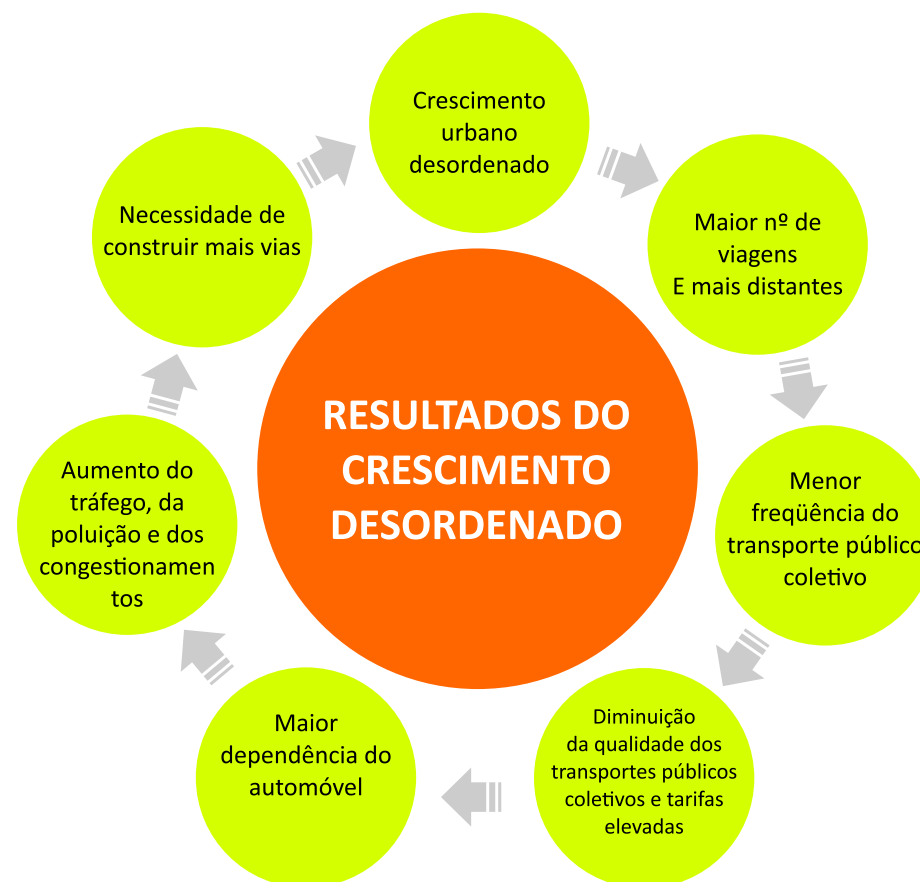 Crescimento
urbano
desordenado
Maior nº de
viagens
E mais distantes
Menor
freqüência do
transporte público
coletivo
Diminuição
da qualidade dos
transportes públicos
coletivos e tarifas
elevadas
Maior
dependência do
automóvel
Aumento do
tráfego, da
poluição e dos
congestionamen
tos
Necessidade de
construir mais vias
RESULTADOS DO
CRESCIMENTO
DESORDENADO